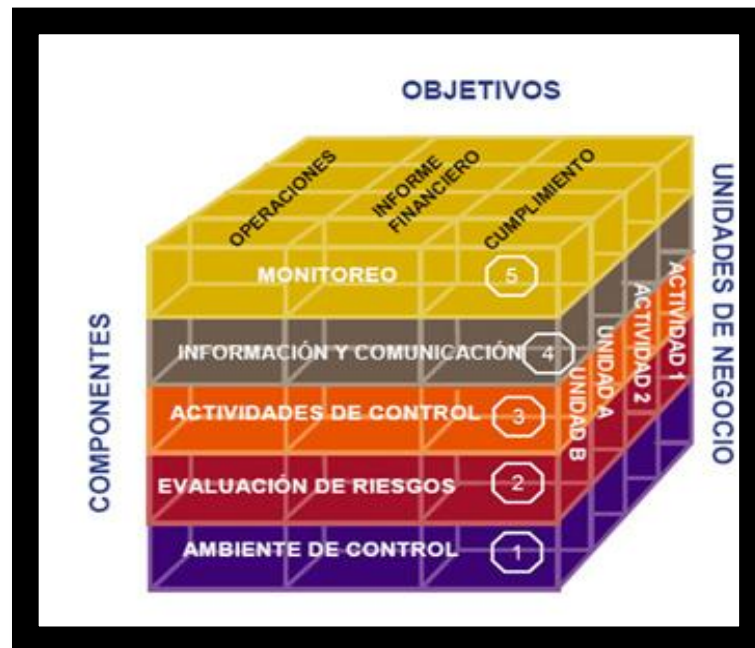 OBJETIVOS
OPERACIONES
INFORME
FINANCIERO
CUMPLIMIENTO
MONITOREO 5
INFORMACIÓN Y COMUNICACIÓN 4
ACTIVIDADES DE CONTROL 3
EVALUACIÓN DE RIESGOS 2
AMBIENTE DE CONTROL 1
COMPONENTES
UNIDAD B
UNIDAD A
ACTIVIDAD 2
ACTIVIDAD 1
UNIDADES DE NEGOCIO